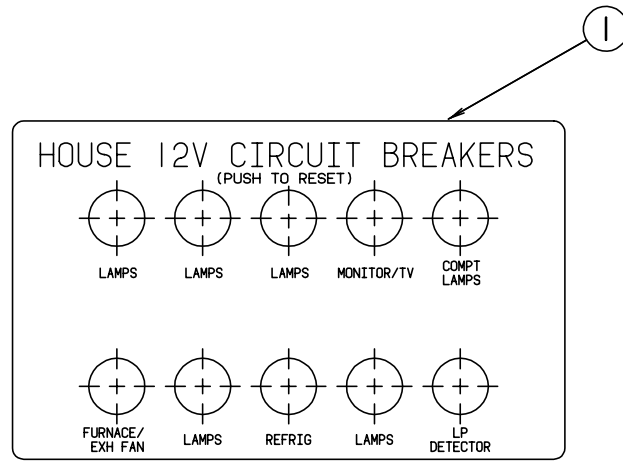 1
HOUSE 12V CIRCUIT BREAKERS
(PUSH TO RESET)
LAMPS LAMPS LAMPS MONITOR/TV COMPT
LAMPS
FURNACE/
EXH FAN LAMPS REFRIG LAMPS LP
DETECTOR